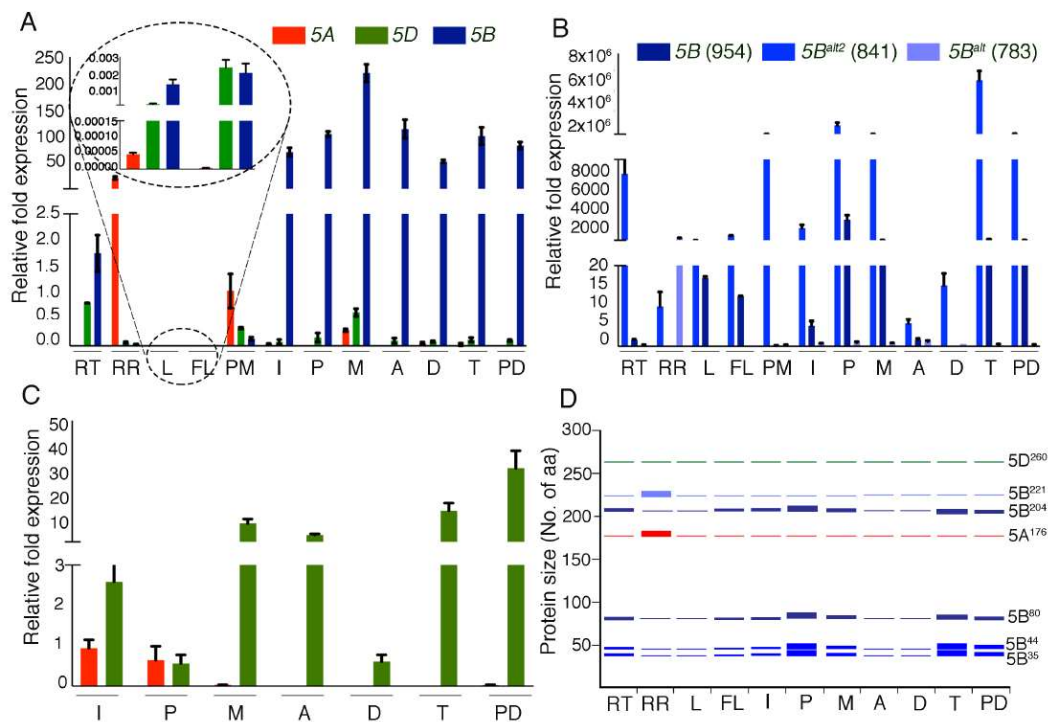 A
5A 5D 5B
Relative fold expression
250
200
150
100
50
2.5
2.0
1.5
1.0
0.5
0.0
0.003
0.002
0.001
0.00015
0.00010
0.00005
0.00000
RT RR L FL PM I P M A D T PD
B
5B (954) 5Balt2 (841) 5Balt (783)
Relative fold expression
8x10⁶
6x10⁶
4x10⁶
2x10⁶
8000
6000
4000
2000
0
20
15
10
5
0
RT RR L FL PM I P M A D T PD
C
Relative fold expression
50
40
30
20
10
3
2
1
0
I P M A D T PD
D
Protein size (No. of aa)
300
250
200
150
100
50
5D²⁶⁰
5B²²¹
5B²⁰⁴
5A¹⁷⁶
5B⁸⁰
5B⁴⁴
5B³⁵
RT RR L FL I P M A D T PD